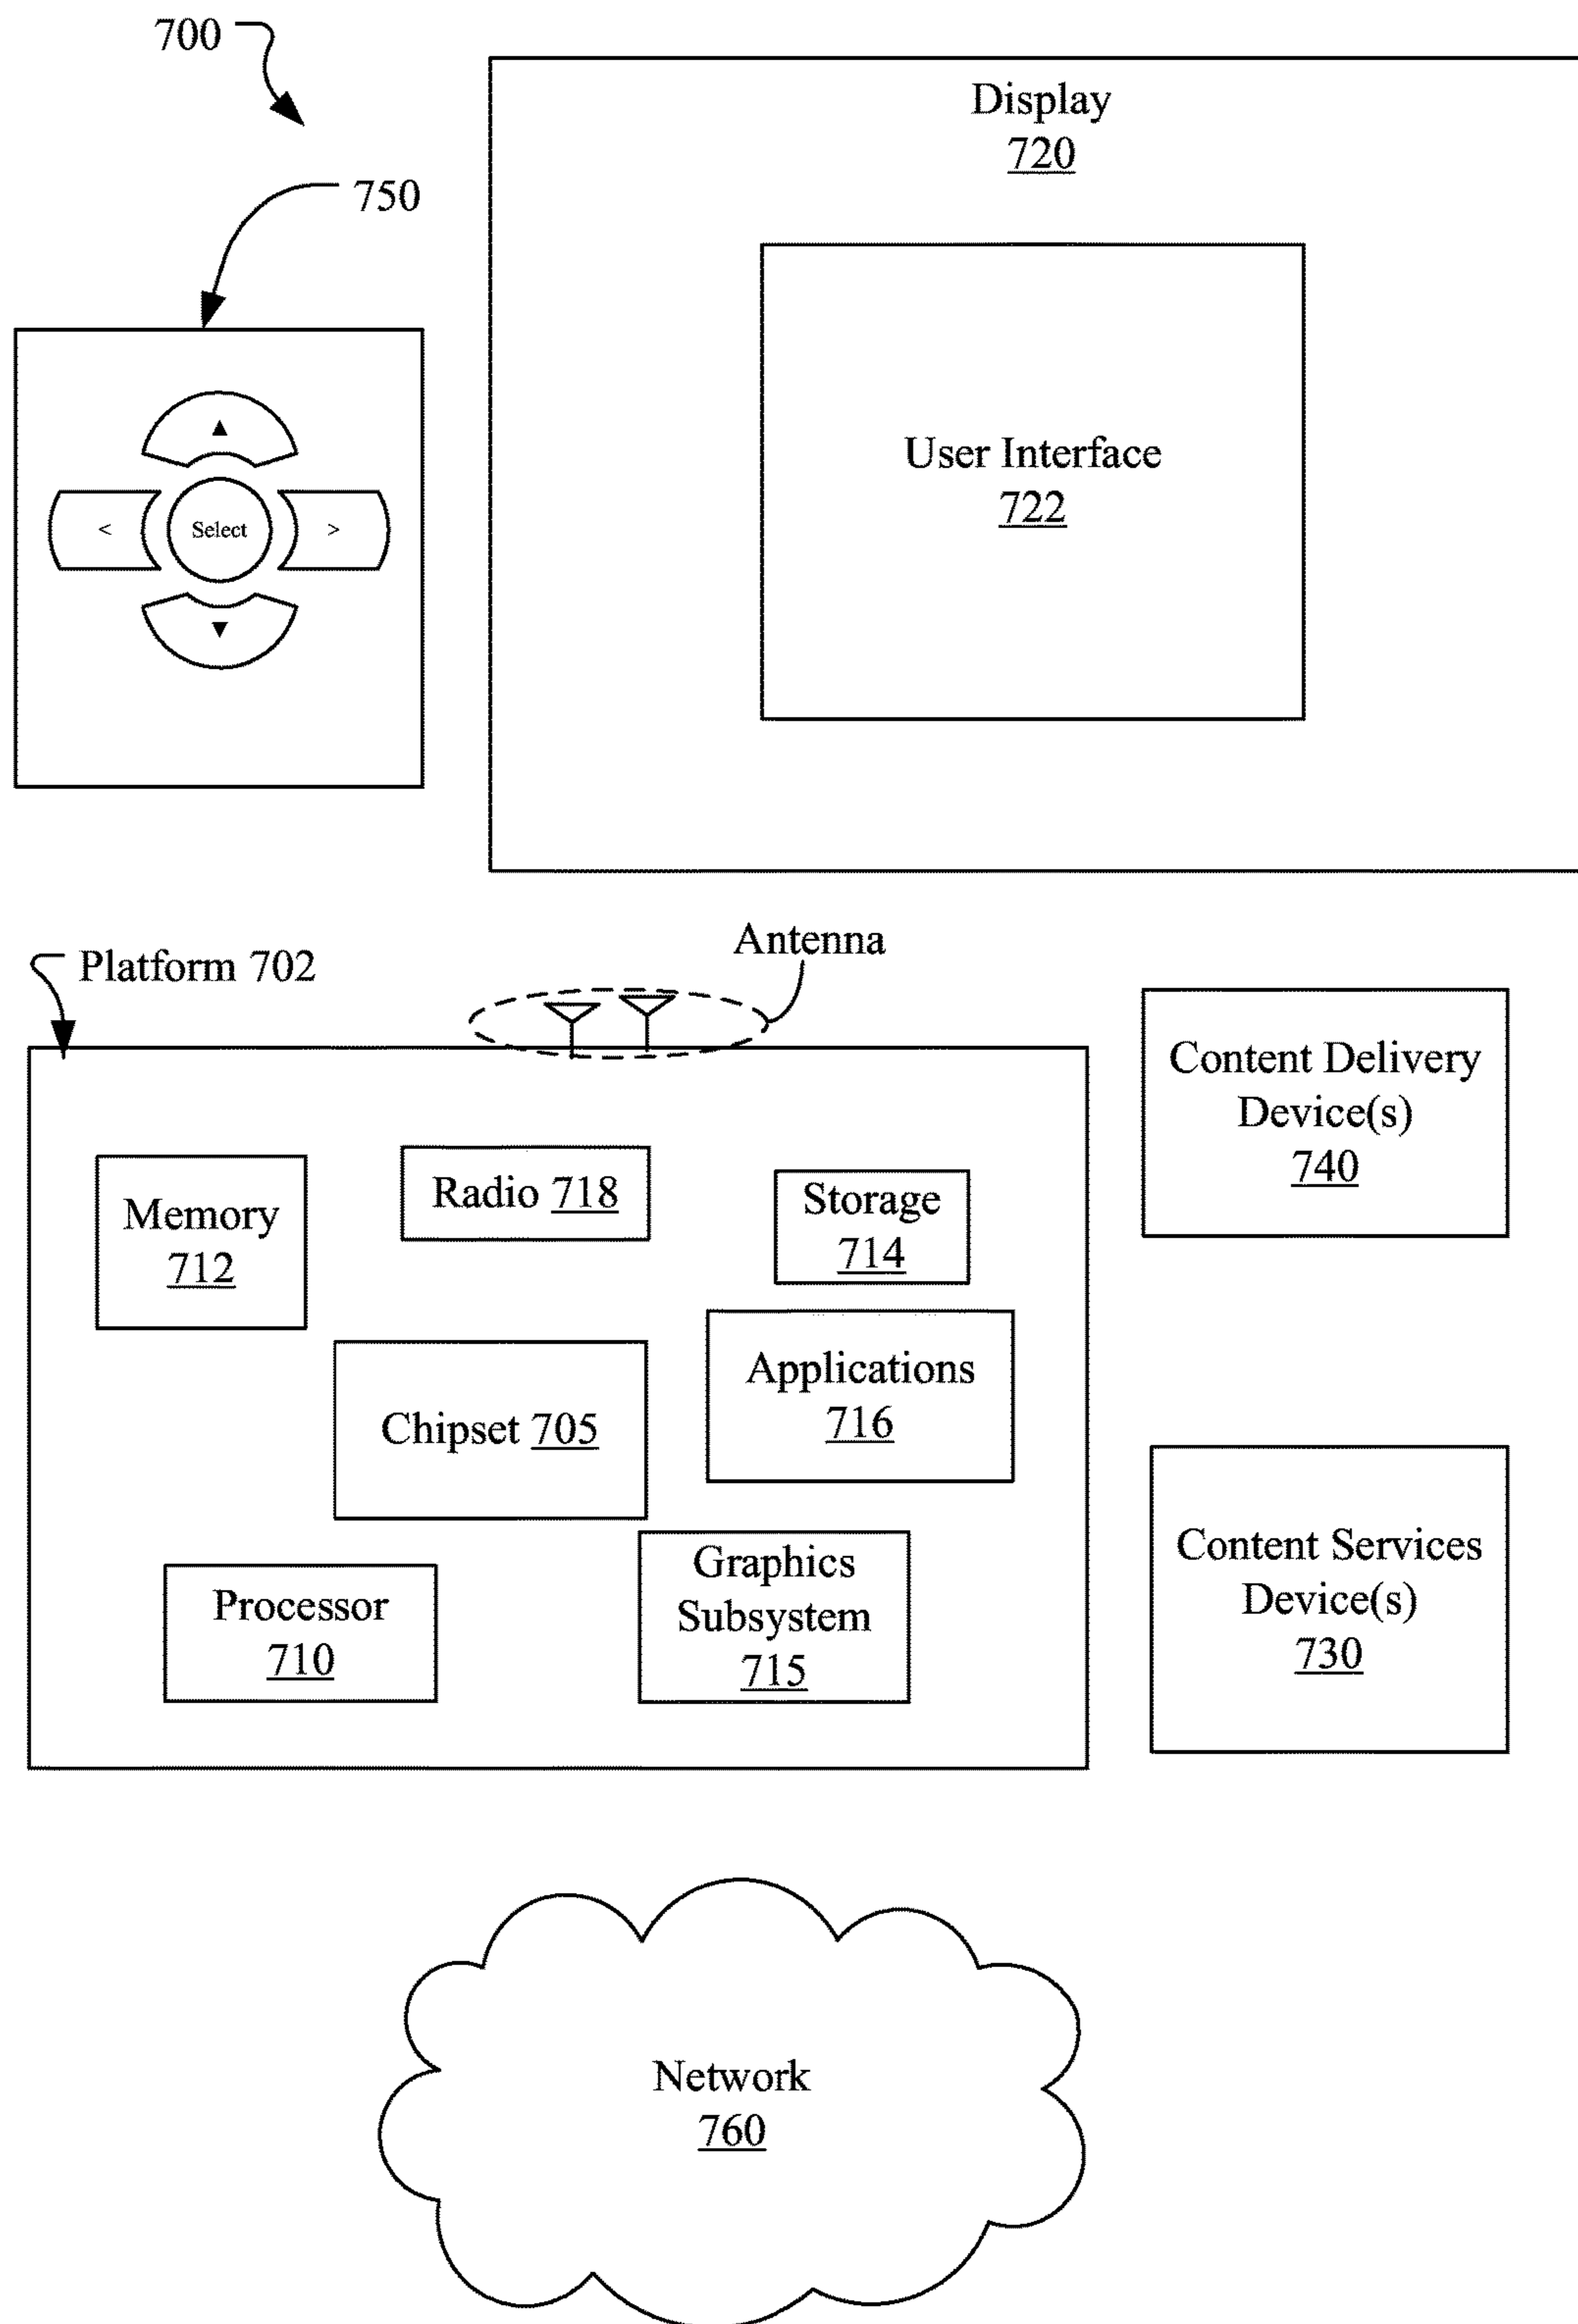 700
750
Display
720
User Interface
722
▲
< Select >
▼
Platform 702
Antenna
Content Delivery
Device(s)
740
Memory
712
Radio 718
Storage
714
Chipset 705
Applications
716
Processor
710
Graphics
Subsystem
715
Content Services
Device(s)
730
Network
760